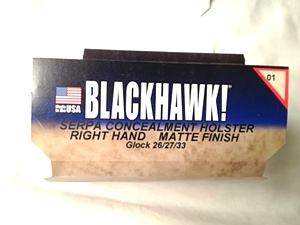 01
USA
BLACKHAWK!
SERPA CONCEALMENT HOLSTER
RIGHT HAND MATTE FINISH
Glock 26/27/33